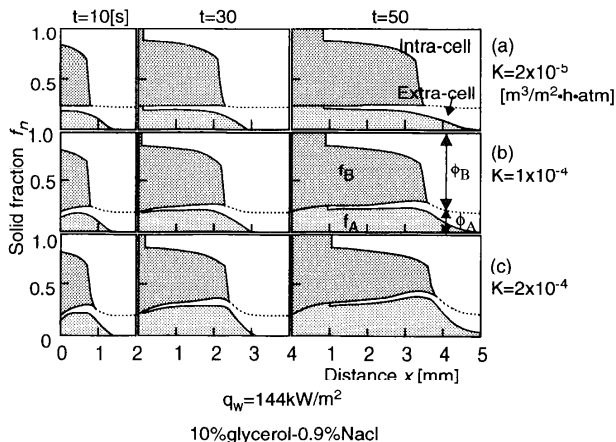 t=10[s] t=30 t=50
Solid fraction fn
1.0
0.5
1.0
0.5
1.0
0.5
0
Intra-cell
Extra-cell
(a)
K=2x10-5
[m3/m2·h·atm]
fB
fA
ϕB
ϕA
(b)
K=1x10-4
(c)
K=2x10-4
0 1 2 1 2 3 4 1 2 3 4 5
Distance x [mm]
qw=144kW/m2
10%glycerol-0.9%Nacl